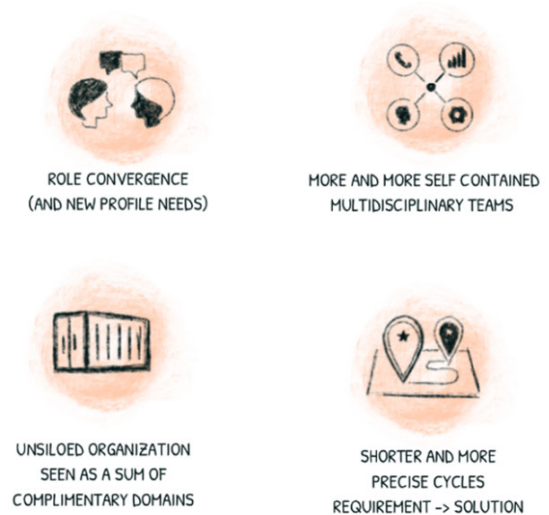 ROLE CONVERGENCE
(AND NEW PROFILE NEEDS)
MORE AND MORE SELF CONTAINED
MULTIDISCIPLINARY TEAMS
UNSILOED ORGANIZATION
SEEN AS A SUM OF
COMPLIMENTARY DOMAINS
SHORTER AND MORE
PRECISE CYCLES
REQUIREMENT -> SOLUTION